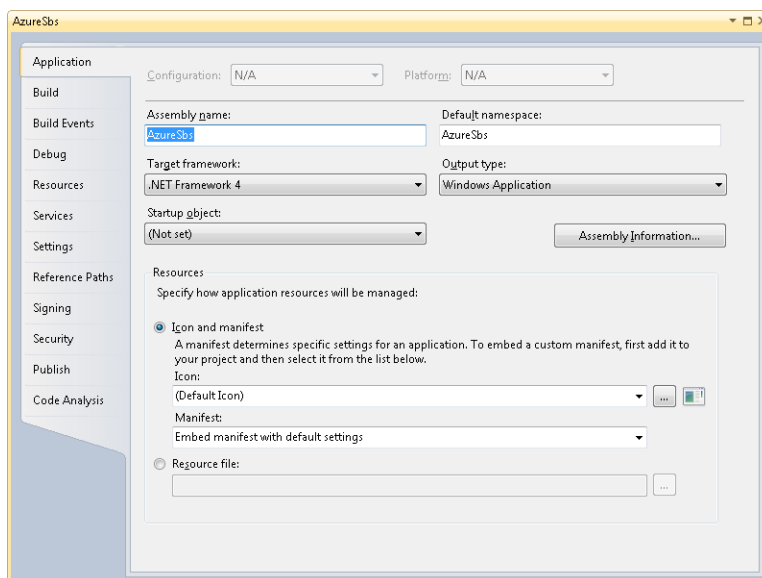 AzureSbs
Application
Build
Build Events
Debug
Resources
Services
Settings
Reference Paths
Signing
Security
Publish
Code Analysis
Configuration: N/A Platform: N/A
Assembly name: Default namespace:
AzureSbs AzureSbs
Target framework: Output type:
.NET Framework 4 Windows Application
Startup object:
(Not set) Assembly Information...
Resources
Specify how application resources will be managed:
Icon and manifest
A manifest determines specific settings for an application. To embed a custom manifest, first add it to
your project and then select it from the list below.
Icon:
(Default Icon) ...
Manifest:
Embed manifest with default settings
Resource file:
...